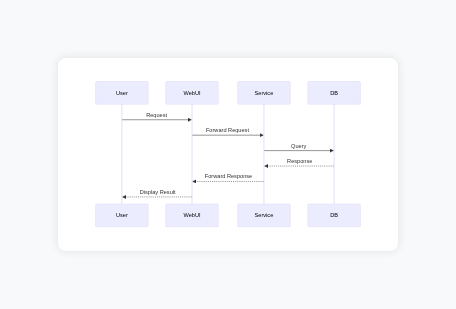 User
WebUI
Service
DB
Request
Forward Request
Query
Response
Forward Response
Display Result
User
WebUI
Service
DB